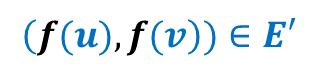 (f(u), f(v)) ∈ E′